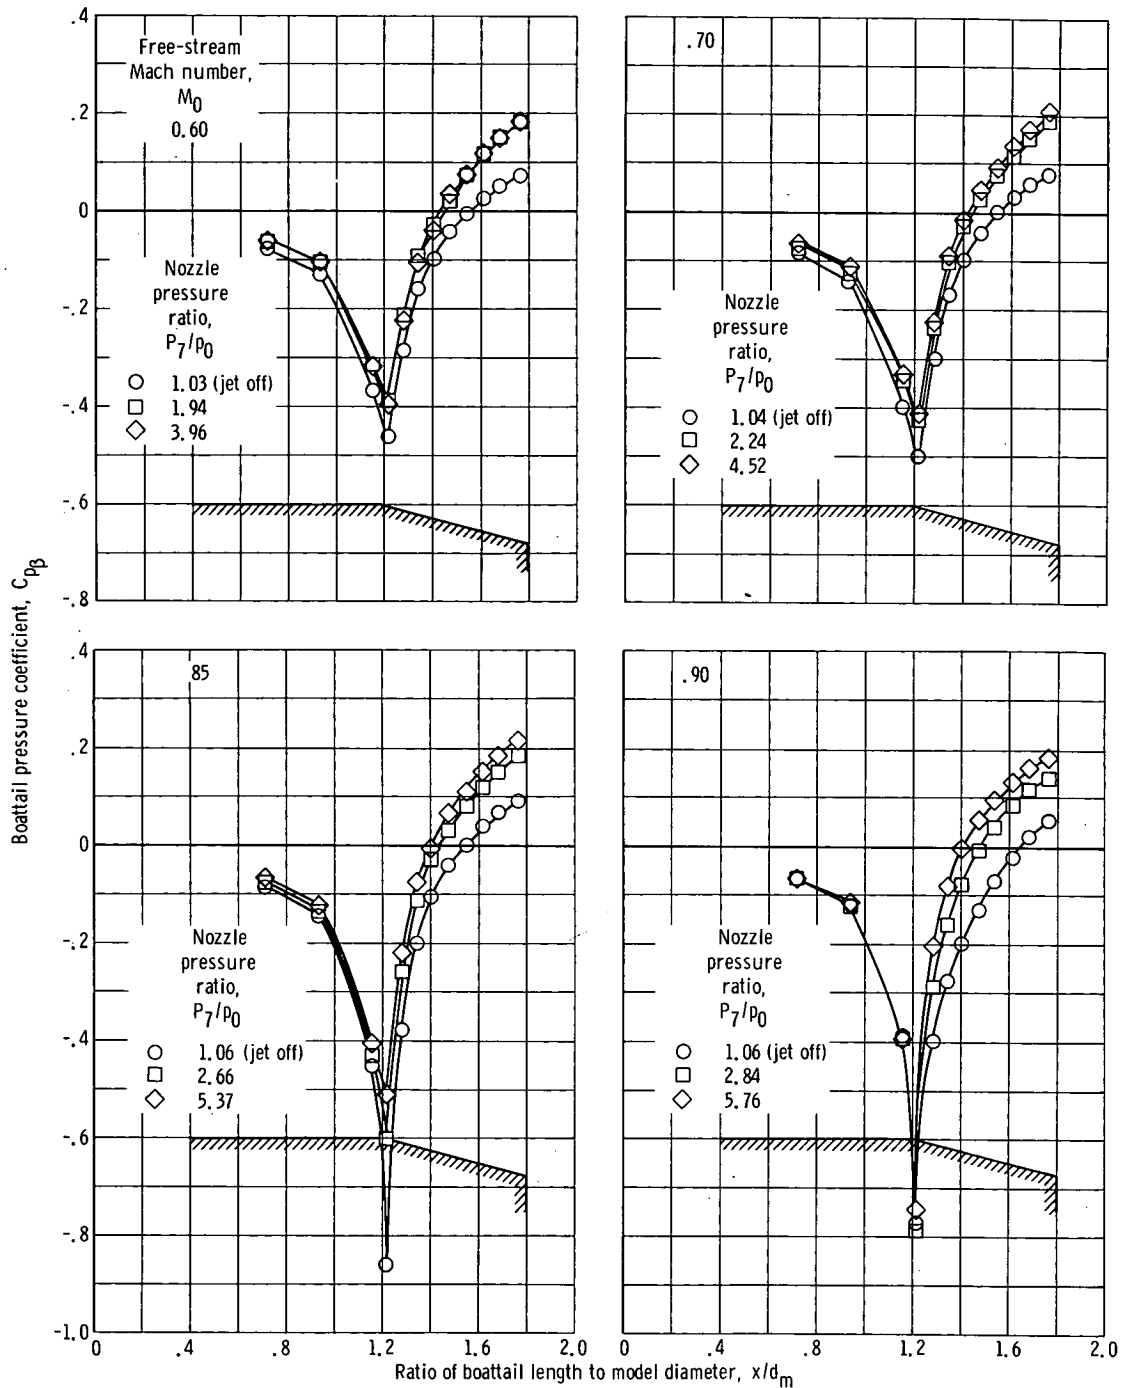 .4
.2
0
-.2
-.4
-.6
-.8
Free-stream
Mach number,
M0
0.60
Nozzle
pressure
ratio,
P7/p0
1.03 (jet off)
1.94
3.96
.70
Nozzle
pressure
ratio,
P7/p0
1.04 (jet off)
2.24
4.52
Boattail pressure coefficient, Cpβ
.4
.2
0
-.2
-.4
-.6
-.8
-1.0
85
Nozzle
pressure
ratio,
P7/p0
1.06 (jet off)
2.66
5.37
0 .4 .8 1.2 1.6 2.0
.90
Nozzle
pressure
ratio,
P7/p0
1.06 (jet off)
2.84
5.76
0 .4 .8 1.2 1.6 2.0
Ratio of boattail length to model diameter, x/dm